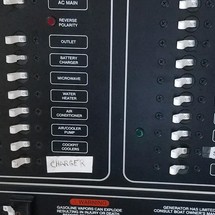 AC MAIN
REVERSE
POLARITY
OUTLET
BATTERY
CHARGER
MICROWAVE
WATER
HEATER
AIR
CONDITIONER
AIR/COOLER
PUMP
COCKPIT
COOLERS
CHARGER
WARNING
GASOLINE VAPORS CAN EXPLODE
RESULTING IN INJURY OR DEATH
GENERATOR HAS LIMIT
CONSULT BOAT OWNER'S